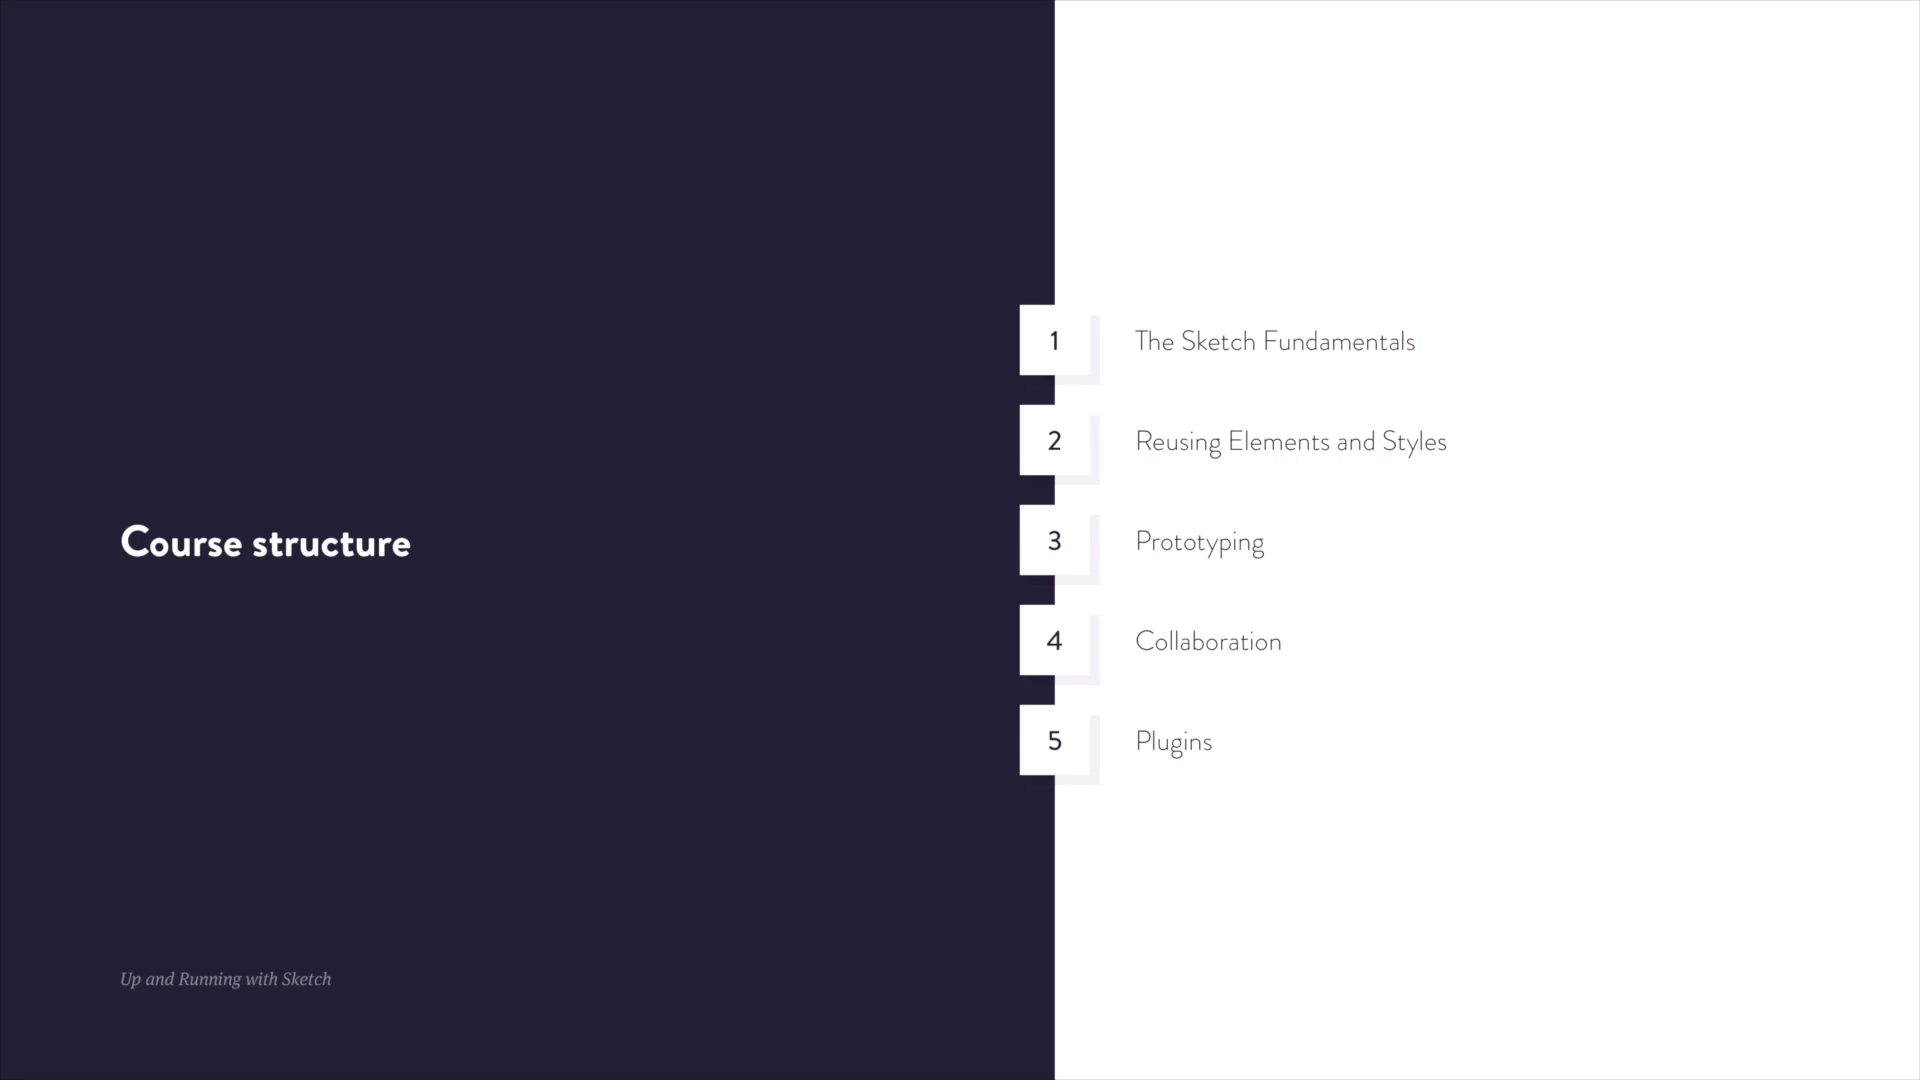 Course structure
1 The Sketch Fundamentals
2 Reusing Elements and Styles
3 Prototyping
4 Collaboration
5 Plugins
Up and Running with Sketch